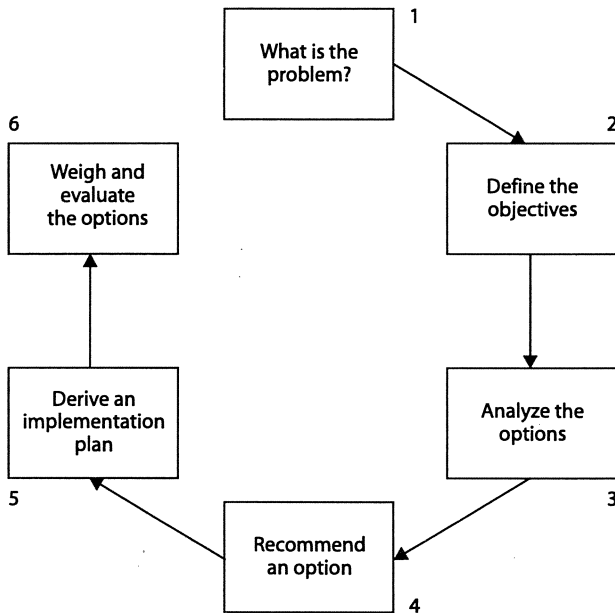 1
What is the
problem?
2
Define the
objectives
3
Analyze the
options
4
Recommend
an option
5
Derive an
implementation
plan
6
Weigh and
evaluate
the options